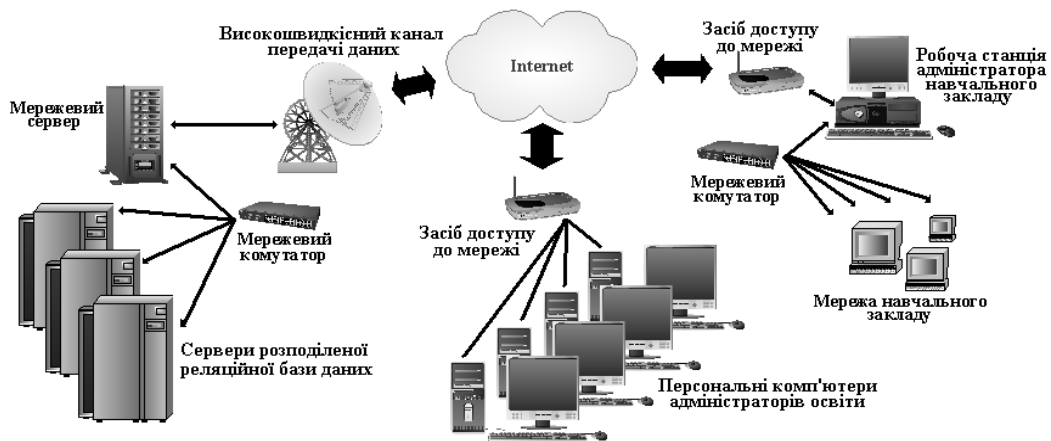 Високошвидкісний канал
передачі даних
Internet
Засіб доступу
до мережі
Робоча станція
адміністратора
навчального
закладу
Мережевий
сервер
Мережевий
комутатор
Мережевий
комутатор
Засіб доступу
до мережі
Мережа навчального
закладу
Сервери розподіленої
реляційної бази даних
Персональні комп'ютери
адміністраторів освіти